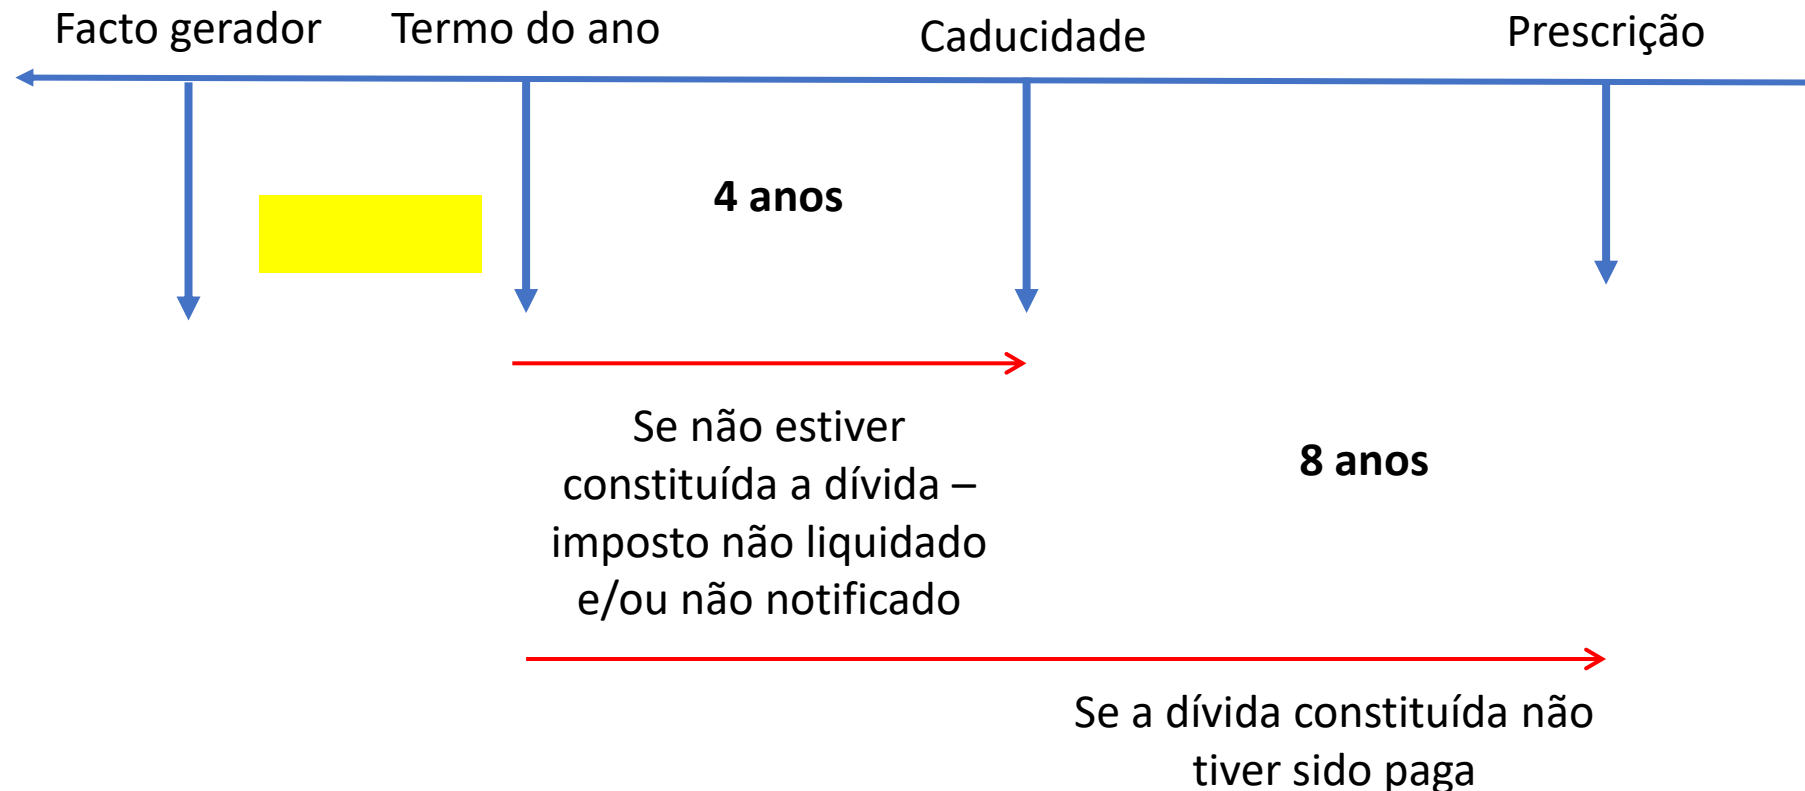 Facto gerador
Termo do ano
Caducidade
Prescrição
4 anos
Se não estiver
constituída a dívida –
imposto não liquidado
e/ou não notificado
8 anos
Se a dívida constituída não
tiver sido paga